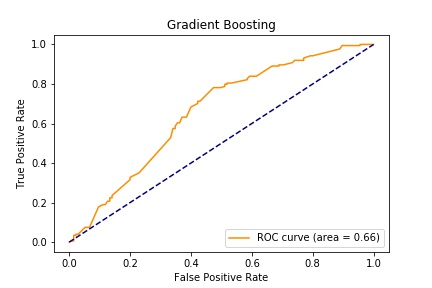 Gradient Boosting
True Positive Rate
1.0
0.8
0.6
0.4
0.2
0.0
ROC curve (area = 0.66)
0.0 0.2 0.4 0.6 0.8 1.0
False Positive Rate